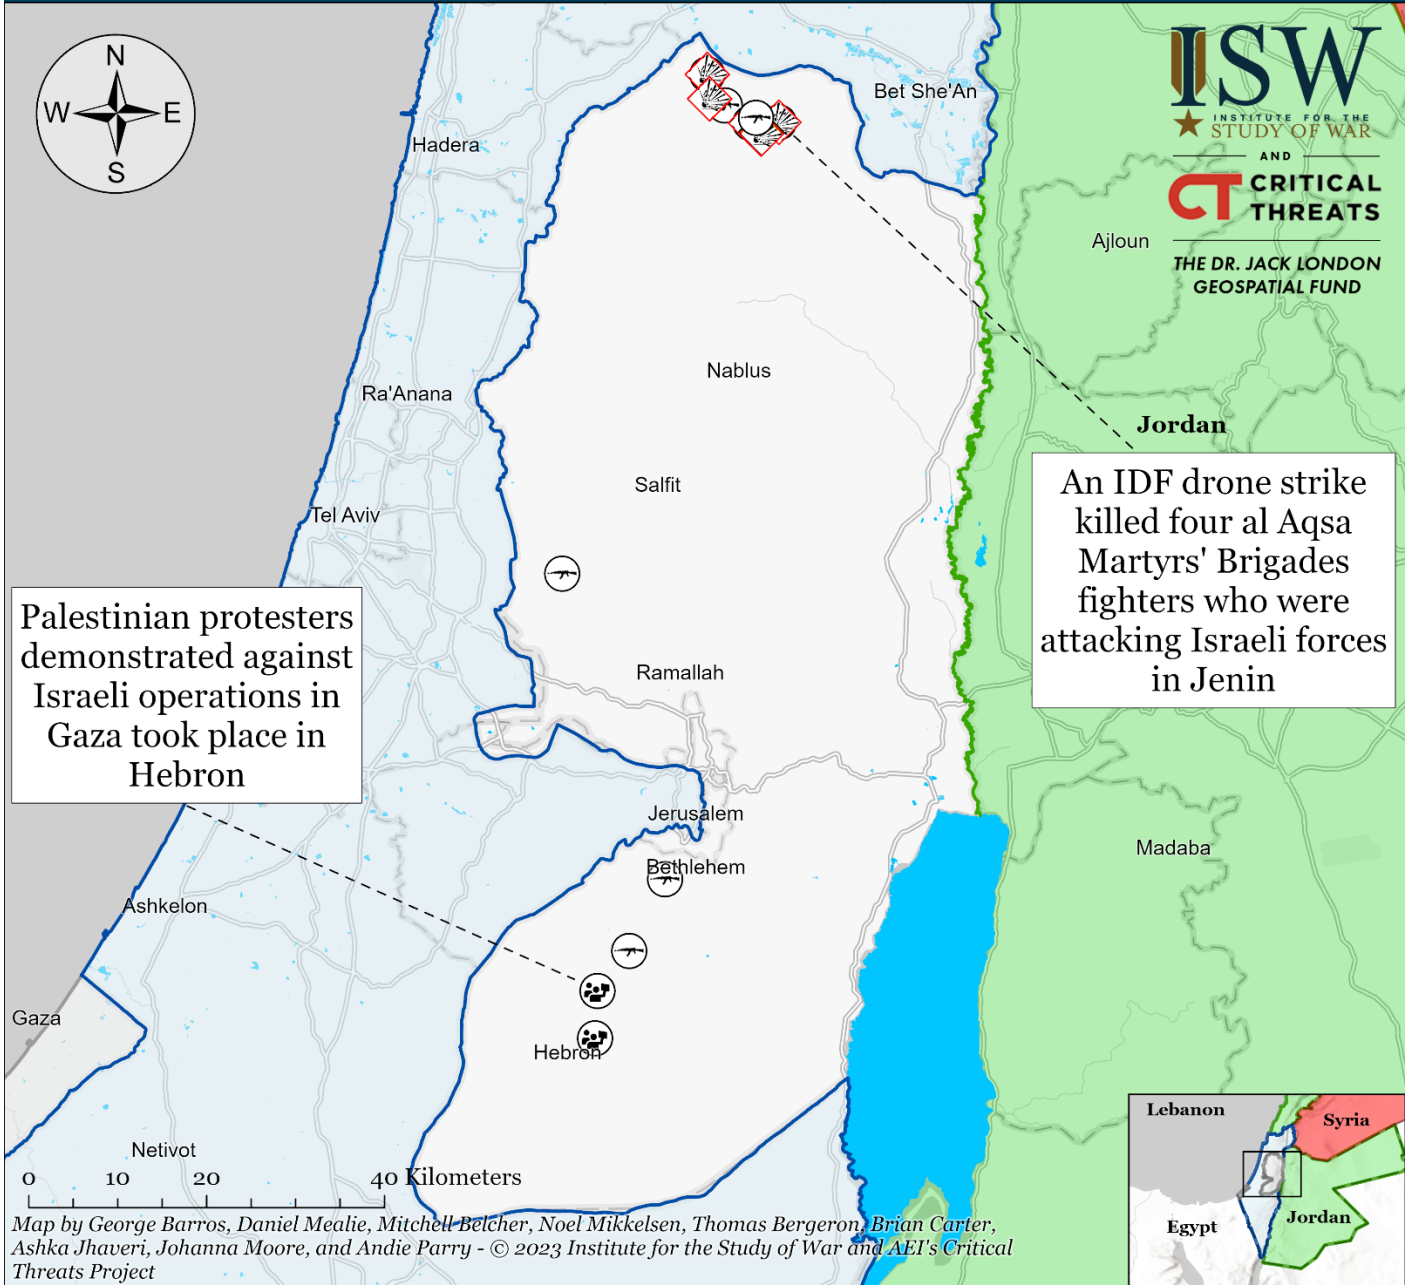 N
W
E
S
ISW
INSTITUTE FOR THE
STUDY OF WAR
AND
CT CRITICAL
THREATS
THE DR. JACK LONDON
GEOSPATIAL FUND
Bet She'An
Hadera
Ajloun
Nablus
Ra'Anana
Jordan
Salfit
Tel Aviv
An IDF drone strike
killed four al Aqsa
Martyrs' Brigades
fighters who were
attacking Israeli forces
in Jenin
Palestinian protesters
demonstrated against
Israeli operations in
Gaza took place in
Hebron
Ramallah
Jerusalem
Madaba
Bethlehem
Ashkelon
Gaza
Hebron
Netivot
Lebanon
Syria
Egypt
Jordan
0 10 20 40 Kilometers
Map by George Barros, Daniel Mealie, Mitchell Belcher, Noel Mikkelsen, Thomas Bergeron, Brian Carter,
Ashka Jhaveri, Johanna Moore, and Andie Parry - © 2023 Institute for the Study of War and AEI's Critical
Threats Project